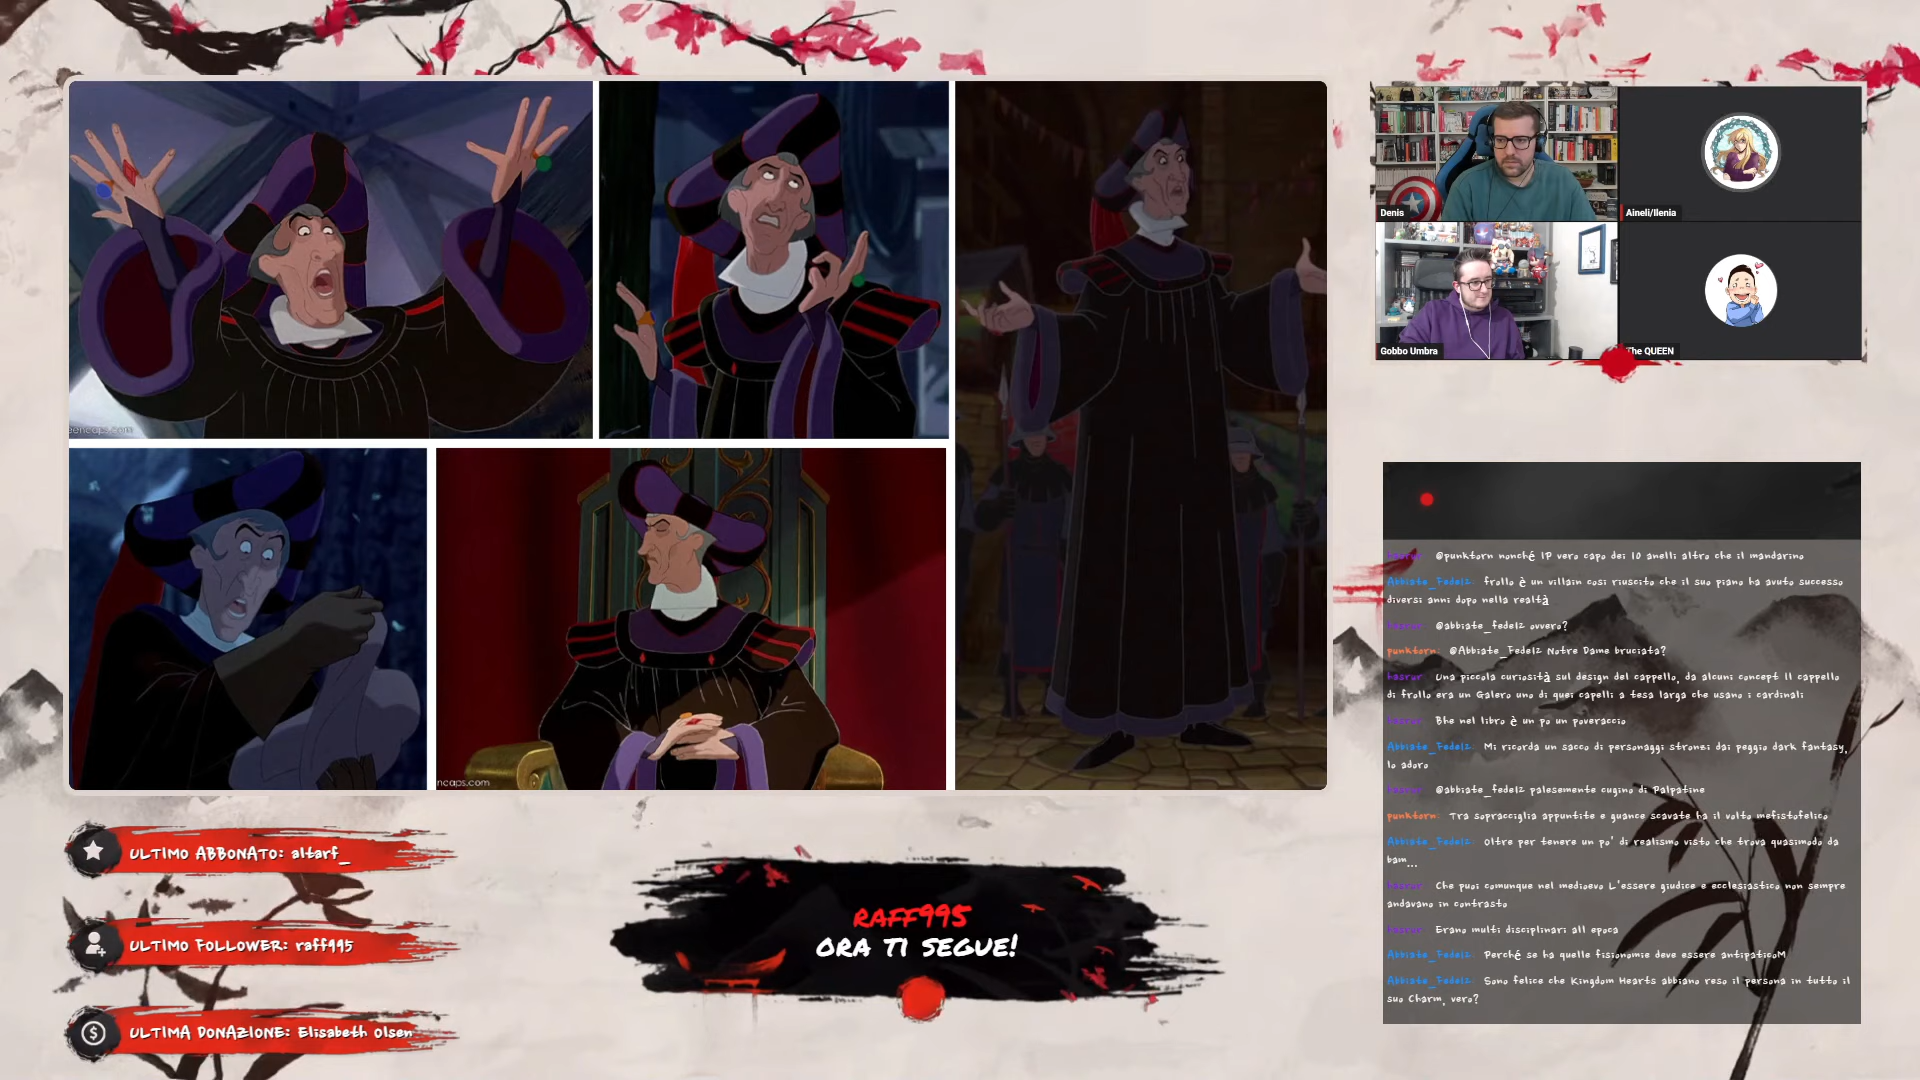 ncaps.com
Denis
Aineli/Ilenia
Gobbo Umbra
The QUEEN
@punktorn nonché IP vero capo dei 10 anelli altro che il mandarino
Abbiate_Fedelz: frollo è un villain cosi riuscito che il suo piano ha avuto successo
diversi anni dopo nella realtà
@abbiate_fedelz ovvero?
punktorn: @Abbiate_Fedelz Notre Dame bruciata?
Una piccola curiosità sul design del cappello, da alcuni concept Il cappello
di frollo era un Galero uno di quei capelli a tesa larga che usano i cardinali
Bhe nel libro è un po un poveraccio
Abbiate_Fedelz: Mi ricorda un sacco di personaggi stronzi dai peggio dark fantasy,
lo adoro
@abbiate_fedelz palesemente cugino di Palpatine
punktorn: Tra sopracciglia appuntite e guance scavate ha il volto mefistofelico
Abbiate_Fedelz: Oltre per tenere un po' di realismo visto che trova quasimodo da
bam...
Che puoi comunque nel medioevo L'essere giudice e ecclesiastico non sempre
andavano in contrasto
Erano multi disciplinari all epoca
Abbiate_Fedelz: Perché se ha quelle fisionomie deve essere antipaticoM
Abbiate_Fedelz: Sono felice che Kingdom Hearts abbiano reso il persona in tutto il
suo Charm, vero?
ULTIMO ABBONATO: altarf_
ULTIMO FOLLOWER: raff995
ULTIMA DONAZIONE: Elisabeth Olsen
RAFF995
ORA TI SEGUE!